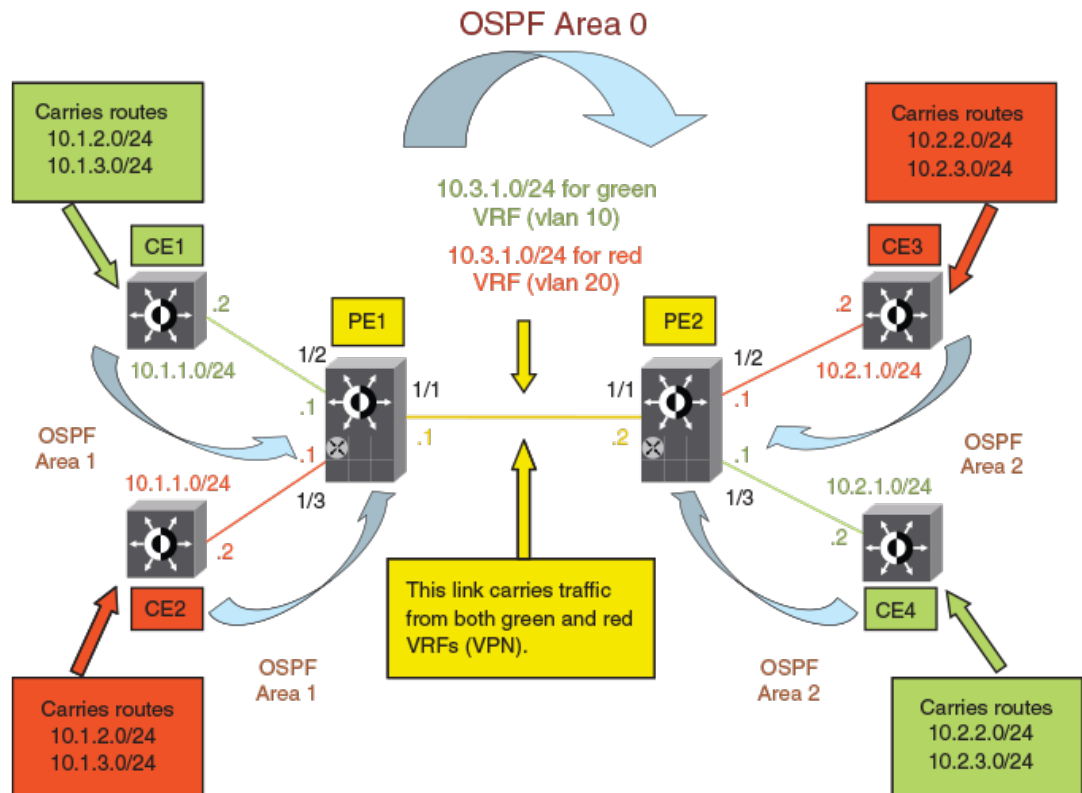 OSPF Area 0
Carries routes
10.1.2.0/24
10.1.3.0/24
Carries routes
10.2.2.0/24
10.2.3.0/24
10.3.1.0/24 for green
VRF (vlan 10)
10.3.1.0/24 for red
VRF (vlan 20)
CE1
CE3
.2
.2
PE1
PE2
10.1.1.0/24
1/2
1/2
10.2.1.0/24
1/1
1/1
.1
.1
.1
.2
OSPF
Area 1
.1
.1
OSPF
Area 2
10.1.1.0/24
1/3
1/3
10.2.1.0/24
.2
.2
This link carries traffic
from both green and red
VRFs (VPN).
CE2
CE4
OSPF
Area 1
OSPF
Area 2
Carries routes
10.1.2.0/24
10.1.3.0/24
Carries routes
10.2.2.0/24
10.2.3.0/24